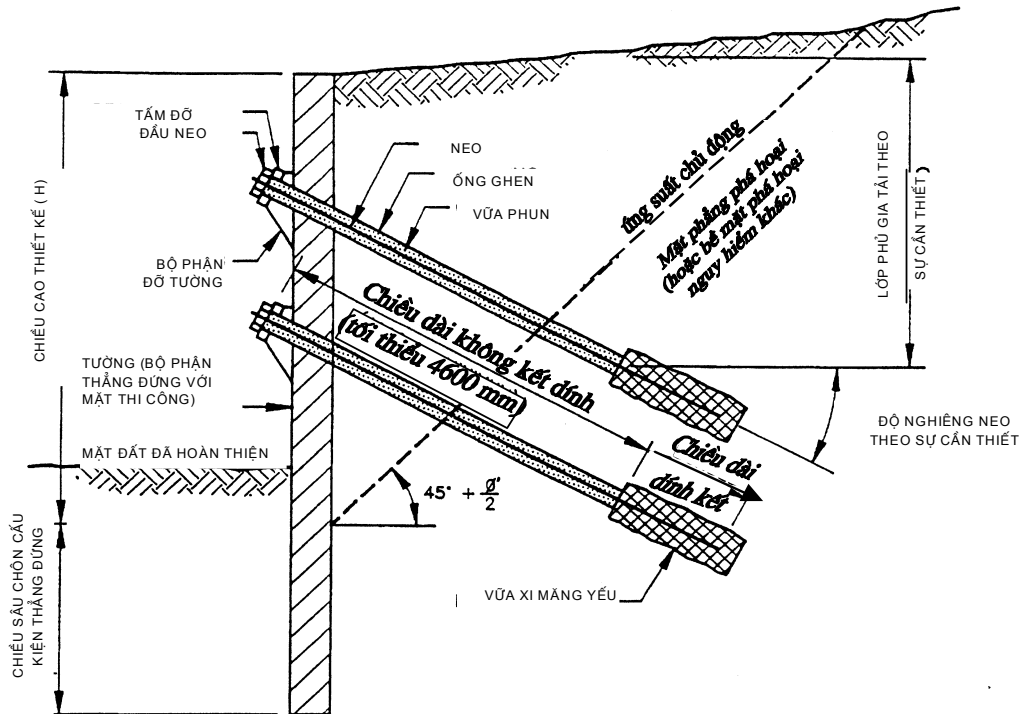 TẤM ĐỠ
ĐẦU NEO
NEO
ỐNG GHEN
VỮA PHUN
BỘ PHẬN
ĐỠ TƯỜNG
CHIỀU CAO THIẾT KẾ ( H)
TƯỜNG (BỘ PHẬN
THẲNG ĐỨNG VỚI
MẶT THI CÔNG)
MẶT ĐẤT ĐÃ HOÀN THIỆN
CHIỀU SÂU CHÔN CẤU
KIỆN THẲNG ĐỨNG
ứng suất chủ động
Mặt phẳng phá hoại
(hoặc bề mặt phá hoại
nguy hiểm khác)
LỚP PHỦ GIA TẢI THEO
SỰ CẦN THIẾT)
Chiều dài không kết dính
(tối thiểu 4600 mm)
Chiều dài
dính kết
ĐỘ NGHIÊNG NEO
THEO SỰ CẦN THIẾT
45° + Ø'/2
VỮA XI MĂNG YẾU